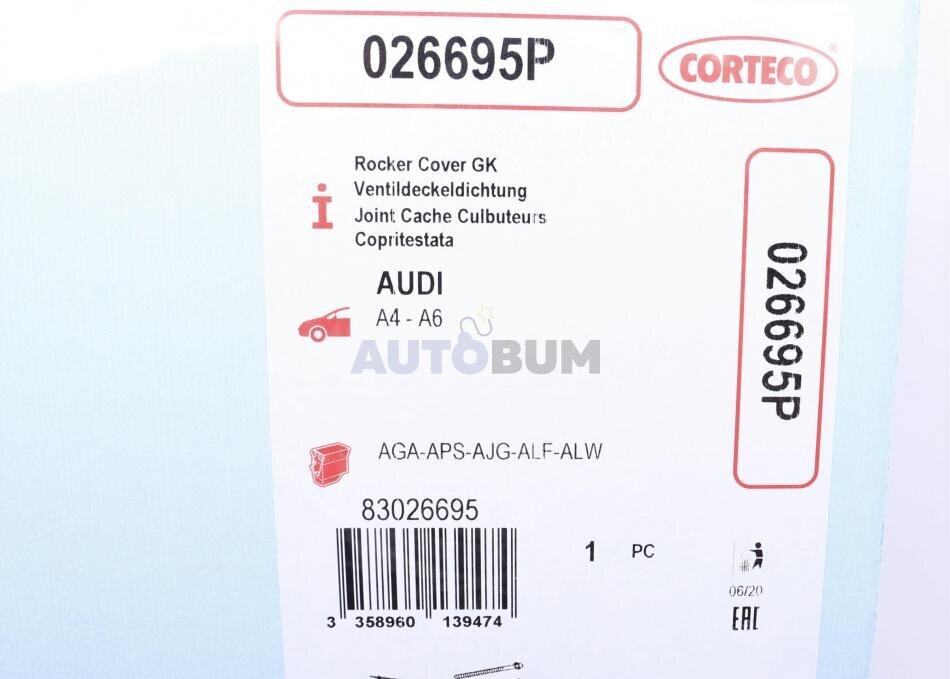 026695P
CORTECO®
Rocker Cover GK
Ventildeckeldichtung
Joint Cache Culbuteurs
Copritestata
026695P
AUDI
A4 - A6
AUTOBUM
AGA-APS-AJG-ALF-ALW
83026695
3 358960 139474
1 PC
06/20
EAC